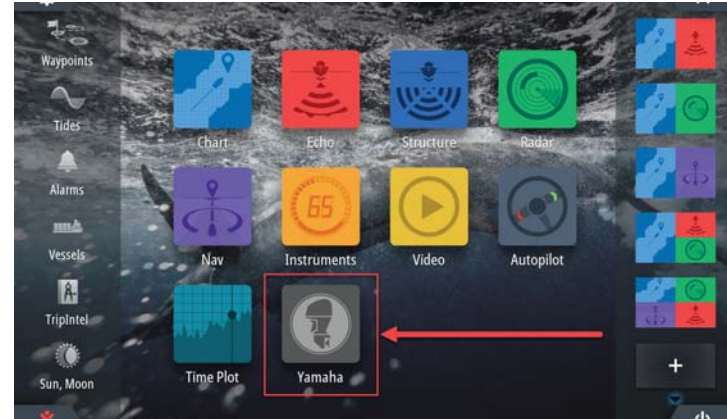 Waypoints
Tides
Alarms
Vessels
TripIntel
Sun, Moon
Chart
Echo
Structure
Radar
Nav
65
Instruments
Video
Autopilot
Time Plot
Yamaha
+